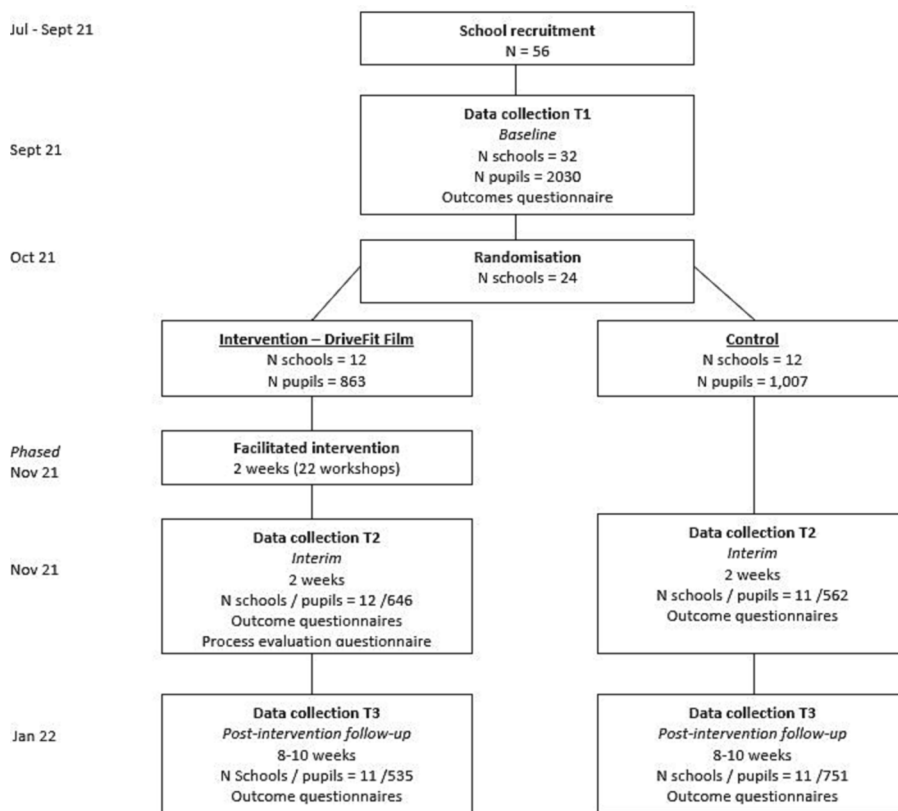 Jul - Sept 21
School recruitment
N = 56
Data collection T1
Baseline
Sept 21
N schools = 32
N pupils = 2030
Outcomes questionnaire
Oct 21
Randomisation
N schools = 24
Intervention – DriveFit Film
N schools = 12
N pupils = 863
Control
N schools = 12
N pupils = 1,007
Phased
Nov 21
Facilitated intervention
2 weeks (22 workshops)
Nov 21
Data collection T2
Interim
2 weeks
N schools / pupils = 12 /646
Outcome questionnaires
Process evaluation questionnaire
Data collection T2
Interim
2 weeks
N schools / pupils = 11 /562
Outcome questionnaires
Jan 22
Data collection T3
Post-intervention follow-up
8-10 weeks
N Schools / pupils = 11 /535
Outcome questionnaires
Data collection T3
Post-intervention follow-up
8-10 weeks
N Schools / pupils = 11 /751
Outcome questionnaires